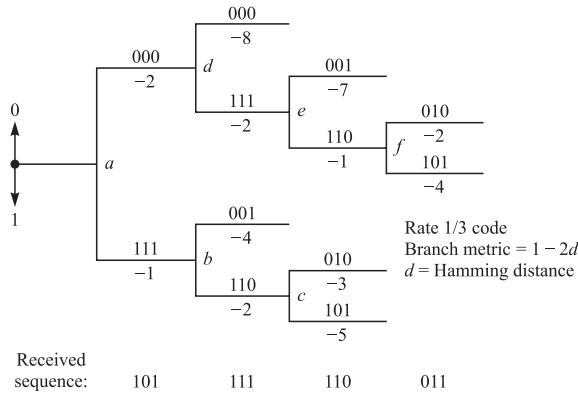 000
−8
000
−2
d
001
−7
111
−2
e
0
010
−2
110
−1
f
101
−4
a
1
001
−4
Rate 1/3 code
Branch metric = 1 − 2d
d = Hamming distance
111
−1
b
010
−3
110
−2
c
101
−5
Received
sequence: 101 111 110 011